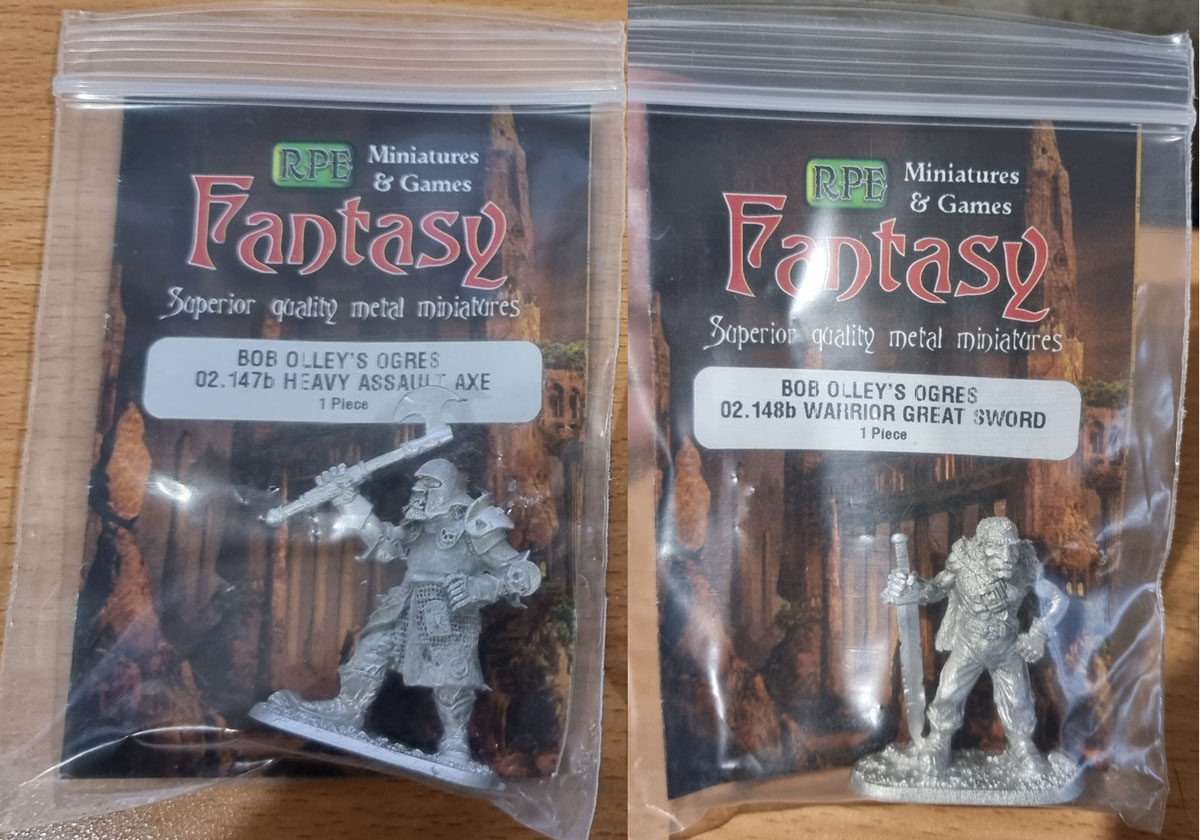 RPE Miniatures
& Games
Fantasy
Superior quality metal miniatures
BOB OLLEY'S OGRES
02.147b HEAVY ASSAULT AXE
1 Piece
RPE Miniatures
& Games
Fantasy
Superior quality metal miniatures
BOB OLLEY'S OGRES
02.148b WARRIOR GREAT SWORD
1 Piece